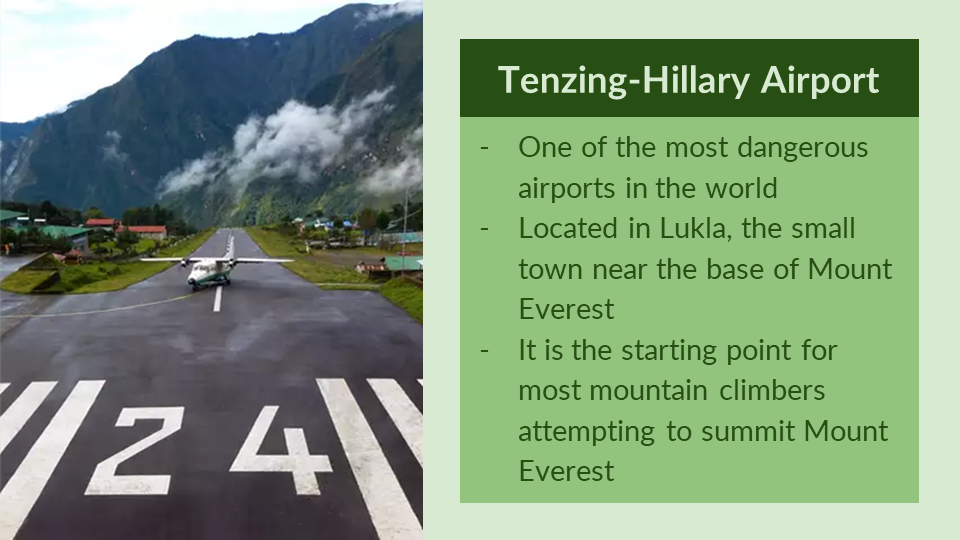 Tenzing-Hillary Airport
- One of the most dangerous
airports in the world
- Located in Lukla, the small
town near the base of Mount
Everest
- It is the starting point for
most mountain climbers
attempting to summit Mount
Everest
24